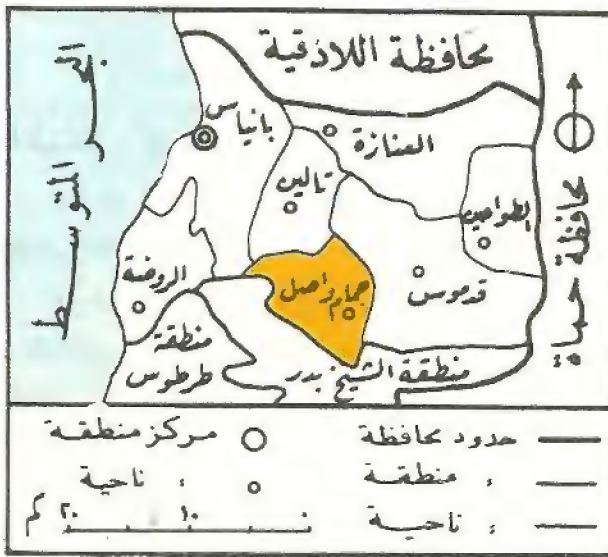 محافظة اللاذقية
البحر المتوسط
بانياس
العنازة
تالين
الطواحين
محافظة حماة
الروضة
حمام واصل
قدموس
منطقة طرطوس
منطقة الشيخ بدر
حدود محافظة
مركز منطقة
، منطقة
، ناحية
، ناحية
٢٠ ١٠ ٠ كم